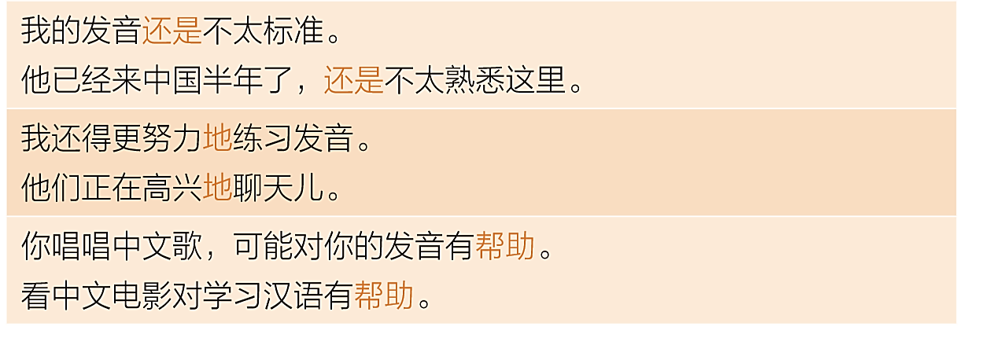 我的发音还是不太标准。
他已经来中国半年了，还是不太熟悉这里。
我还得更努力地练习发音。
他们正在高兴地聊天儿。
你唱唱中文歌，可能对你的发音有帮助。
看中文电影对学习汉语有帮助。